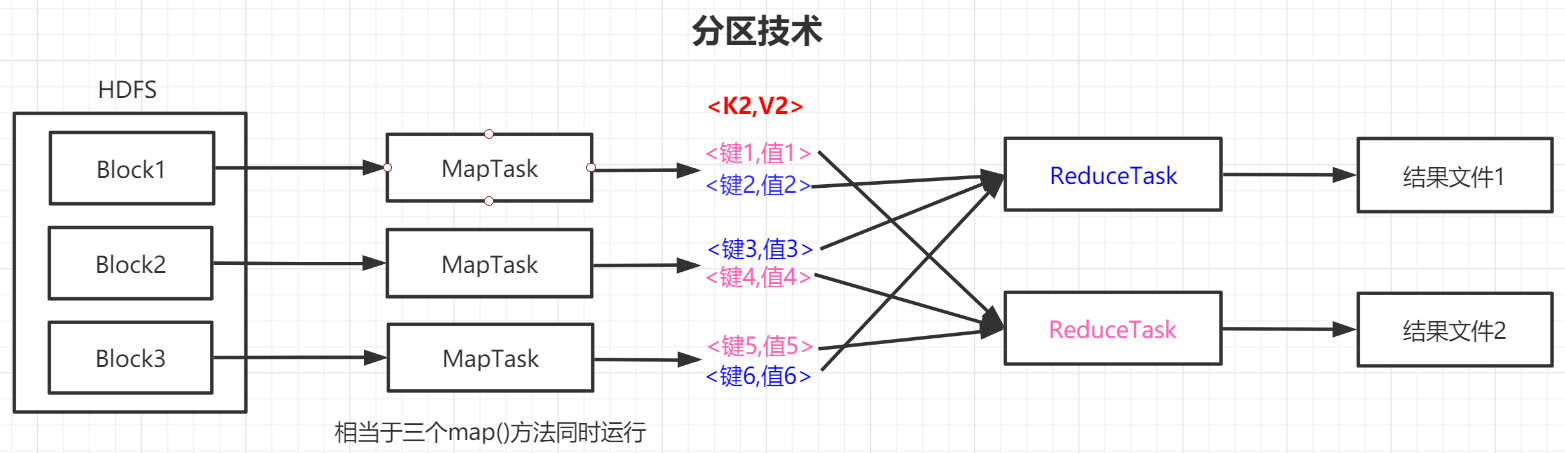 分区技术
HDFS
<K2,V2>
Block1
MapTask
<键1,值1>
<键2,值2>
ReduceTask
结果文件1
Block2
MapTask
<键3,值3>
<键4,值4>
Block3
MapTask
<键5,值5>
<键6,值6>
ReduceTask
结果文件2
相当于三个map()方法同时运行